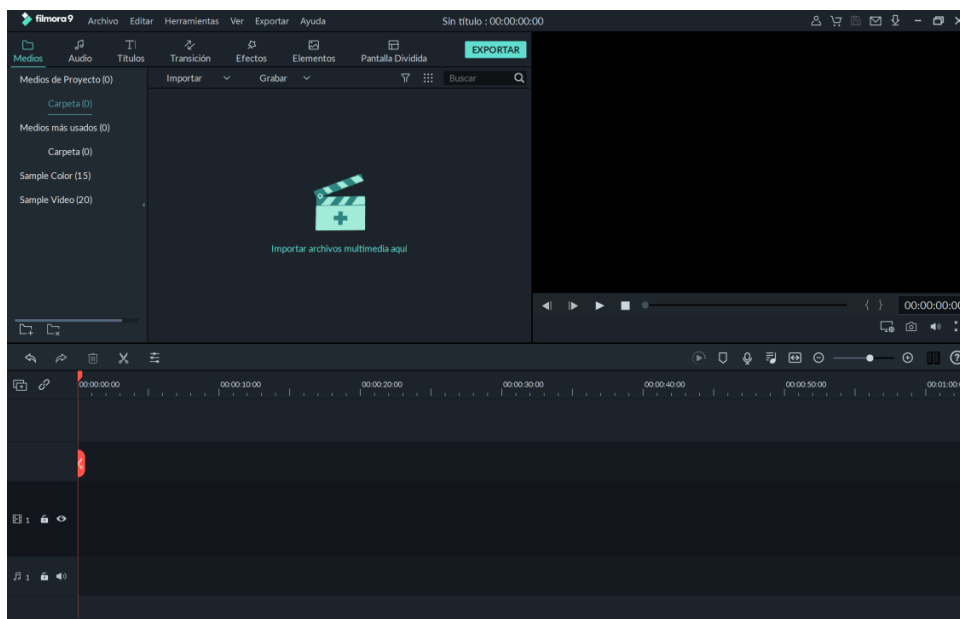 filmora9 Archivo Editar Herramientas Ver Exportar Ayuda Sin título : 00:00:00:00
Medios Audio Títulos Transición Efectos Elementos Pantalla Dividida EXPORTAR
Medios de Proyecto (0) Importar Grabar Buscar
Carpeta (0)
Medios más usados (0)
Carpeta (0)
Sample Color (15)
Sample Video (20)
Importar archivos multimedia aquí
{ } 00:00:00:00
00:00:00:00 00:00:10:00 00:00:20:00 00:00:30:00 00:00:40:00 00:00:50:00 00:01:00:
1
1